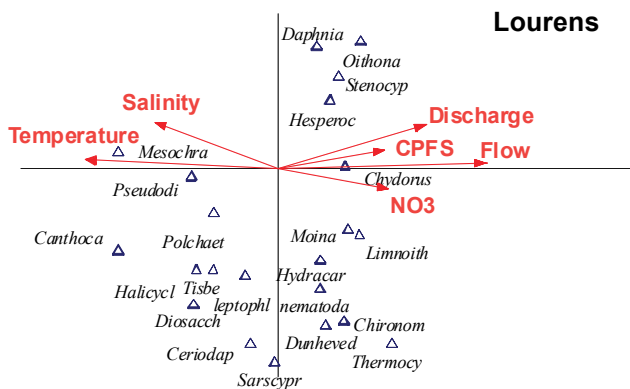 Lourens
Daphnia
Oithona
Stenocyp
Salinity
Hesperoc
Discharge
Temperature
Mesochra
CPFS
Flow
Pseudodi
Chydorus
NO3
Canthoca
Polchaet
Moina
Limnoith
Halicycl
Tisbe
leptophl
Hydracar
nematoda
Diosacch
Chironom
Ceriodap
Dunheved
Thermocy
Sarscypr